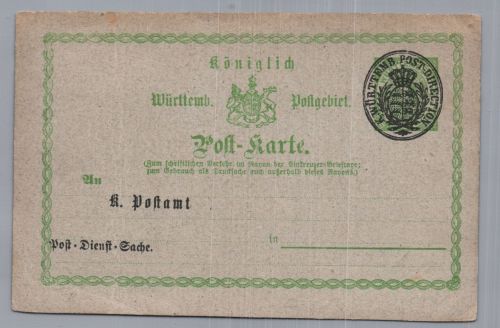 Königlich
Württemb. Postgebiet.
K. WÜRTTEMB. POST-DIRECTION
Post-Karte.
(Zum schriftlichen Verkehr im Rayon der Einkreuzer-Brieftaxe;
zum Gebrauch als Drucksache auch außerhalb dieses Rayons.)
An
K. Postamt
in
Post-Dienst-Sache.